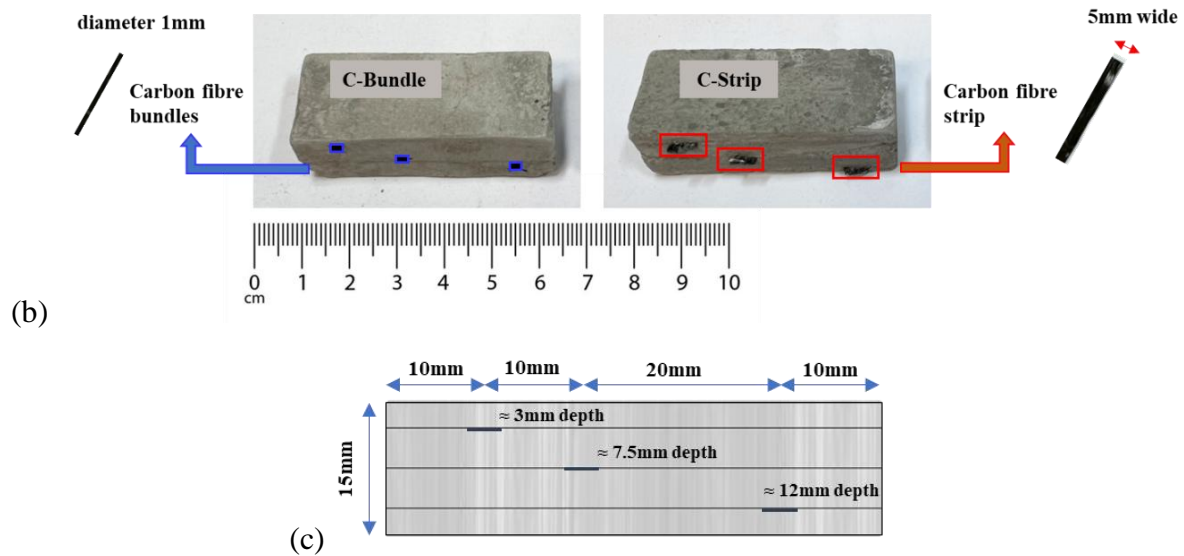 diameter 1mm
5mm wide
C-Bundle
C-Strip
Carbon fibre
bundles
Carbon fibre
strip
0 1 2 3 4 5 6 7 8 9 10
cm
(b)
10mm 10mm 20mm 10mm
≈ 3mm depth
≈ 7.5mm depth
15mm
≈ 12mm depth
(c)